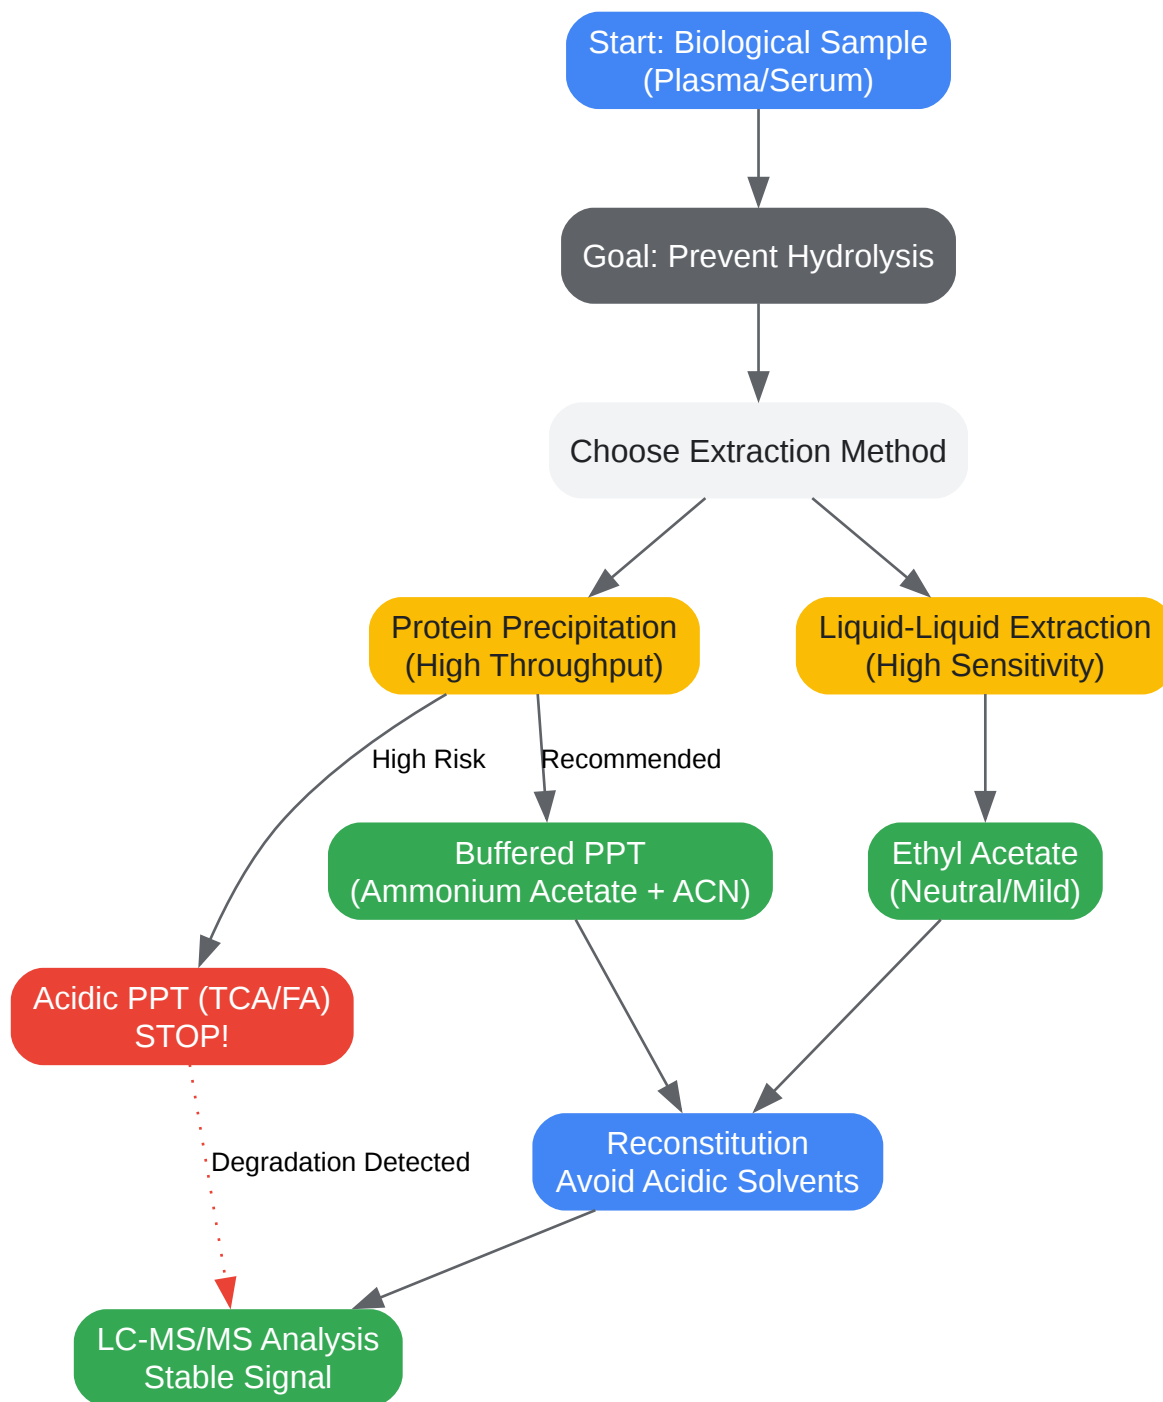 Start: Biological Sample
(Plasma/Serum)
Goal: Prevent Hydrolysis
Choose Extraction Method
Protein Precipitation
(High Throughput)
Liquid-Liquid Extraction
(High Sensitivity)
High Risk
Recommended
Buffered PPT
(Ammonium Acetate + ACN)
Ethyl Acetate
(Neutral/Mild)
Acidic PPT (TCA/FA)
STOP!
Degradation Detected
Reconstitution
Avoid Acidic Solvents
LC-MS/MS Analysis
Stable Signal